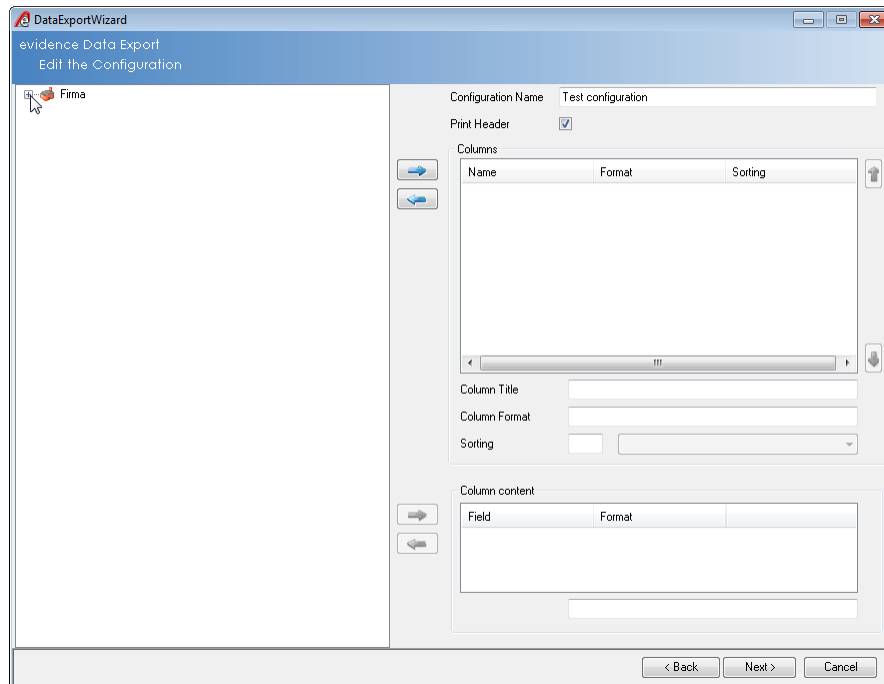 DataExportWizard
evidence Data Export
Edit the Configuration
Firma
Configuration Name Test configuration
Print Header
Columns
Name Format Sorting
Column Title
Column Format
Sorting
Column content
Field Format
< Back Next > Cancel